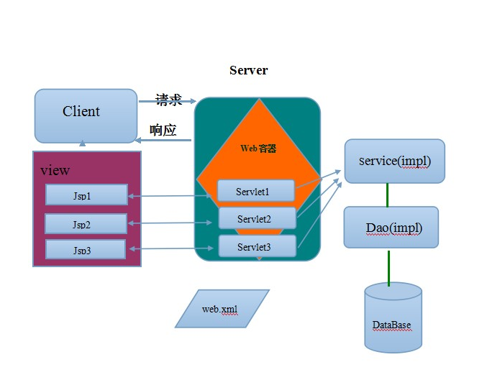 Server
Client
请求
响应
Web容器
view
Jsp1
Jsp2
Jsp3
Servlet1
Servlet2
Servlet3
service(impl)
Dao(impl)
DataBase
web.xml